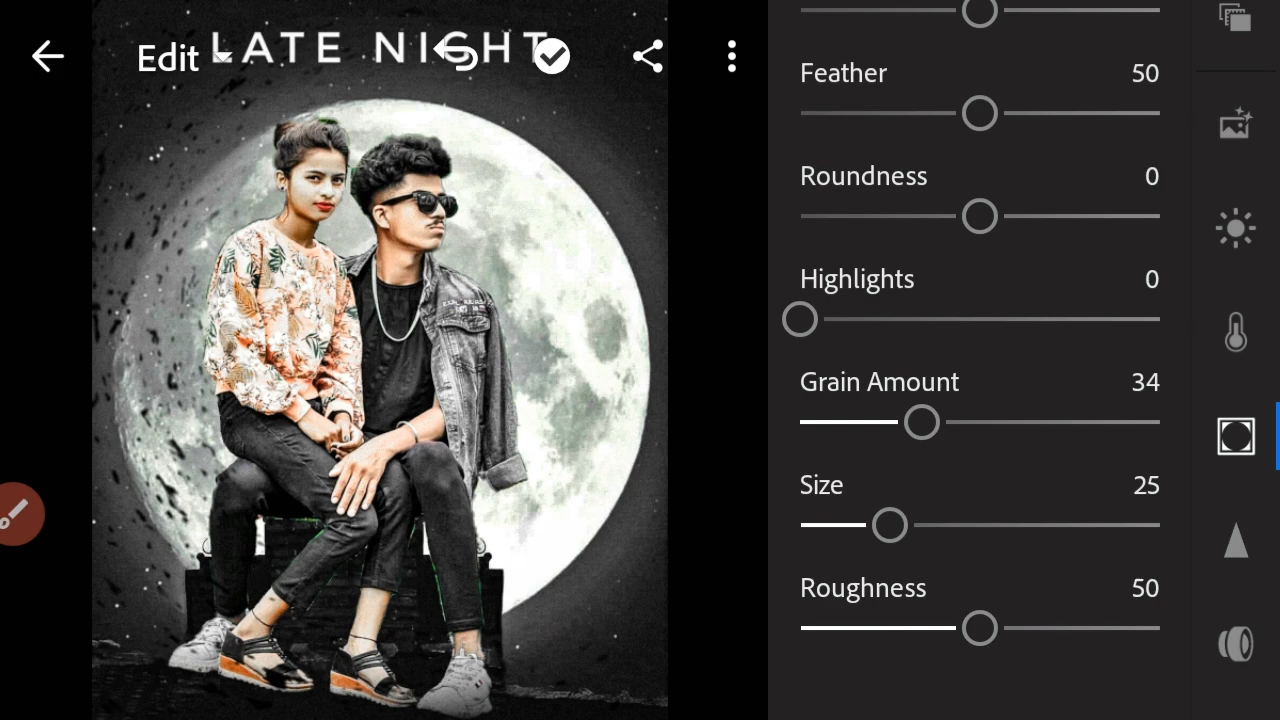 Edit
LATE NIGHT
Feather 50
Roundness 0
Highlights 0
Grain Amount 34
Size 25
Roughness 50